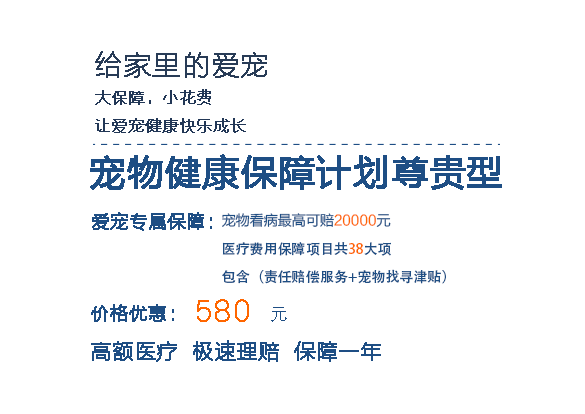 给家里的爱宠
大保障，小花费
让爱宠健康快乐成长
宠物健康保障计划尊贵型
爱宠专属保障：宠物看病最高可赔20000元
医疗费用保障项目共38大项
包含（责任赔偿服务+宠物找寻津贴）
价格优惠：580 元
高额医疗 极速理赔 保障一年